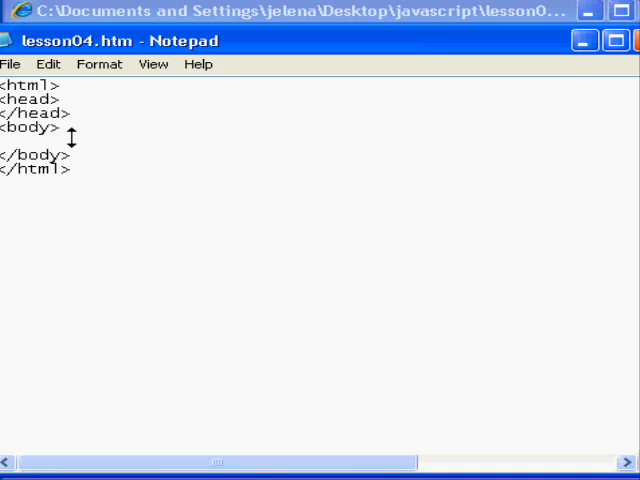 C:\Documents and Settings\jelena\Desktop\javascript\lesson0...
lesson04.htm - Notepad
File Edit Format View Help
<html>
<head>
</head>
<body>
</body>
</html>